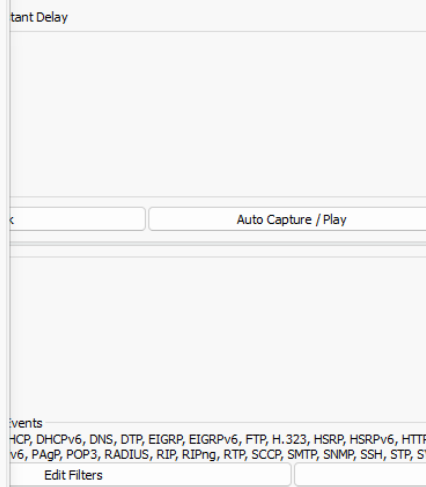 tant Delay
k
Auto Capture / Play
Events
HCP, DHCPv6, DNS, DTP, EIGRP, EIGRPv6, FTP, H.323, HSRP, HSRPv6, HTTP
v6, PAgP, POP3, RADIUS, RIP, RIPng, RTP, SCCP, SMTP, SNMP, SSH, STP, SY
Edit Filters